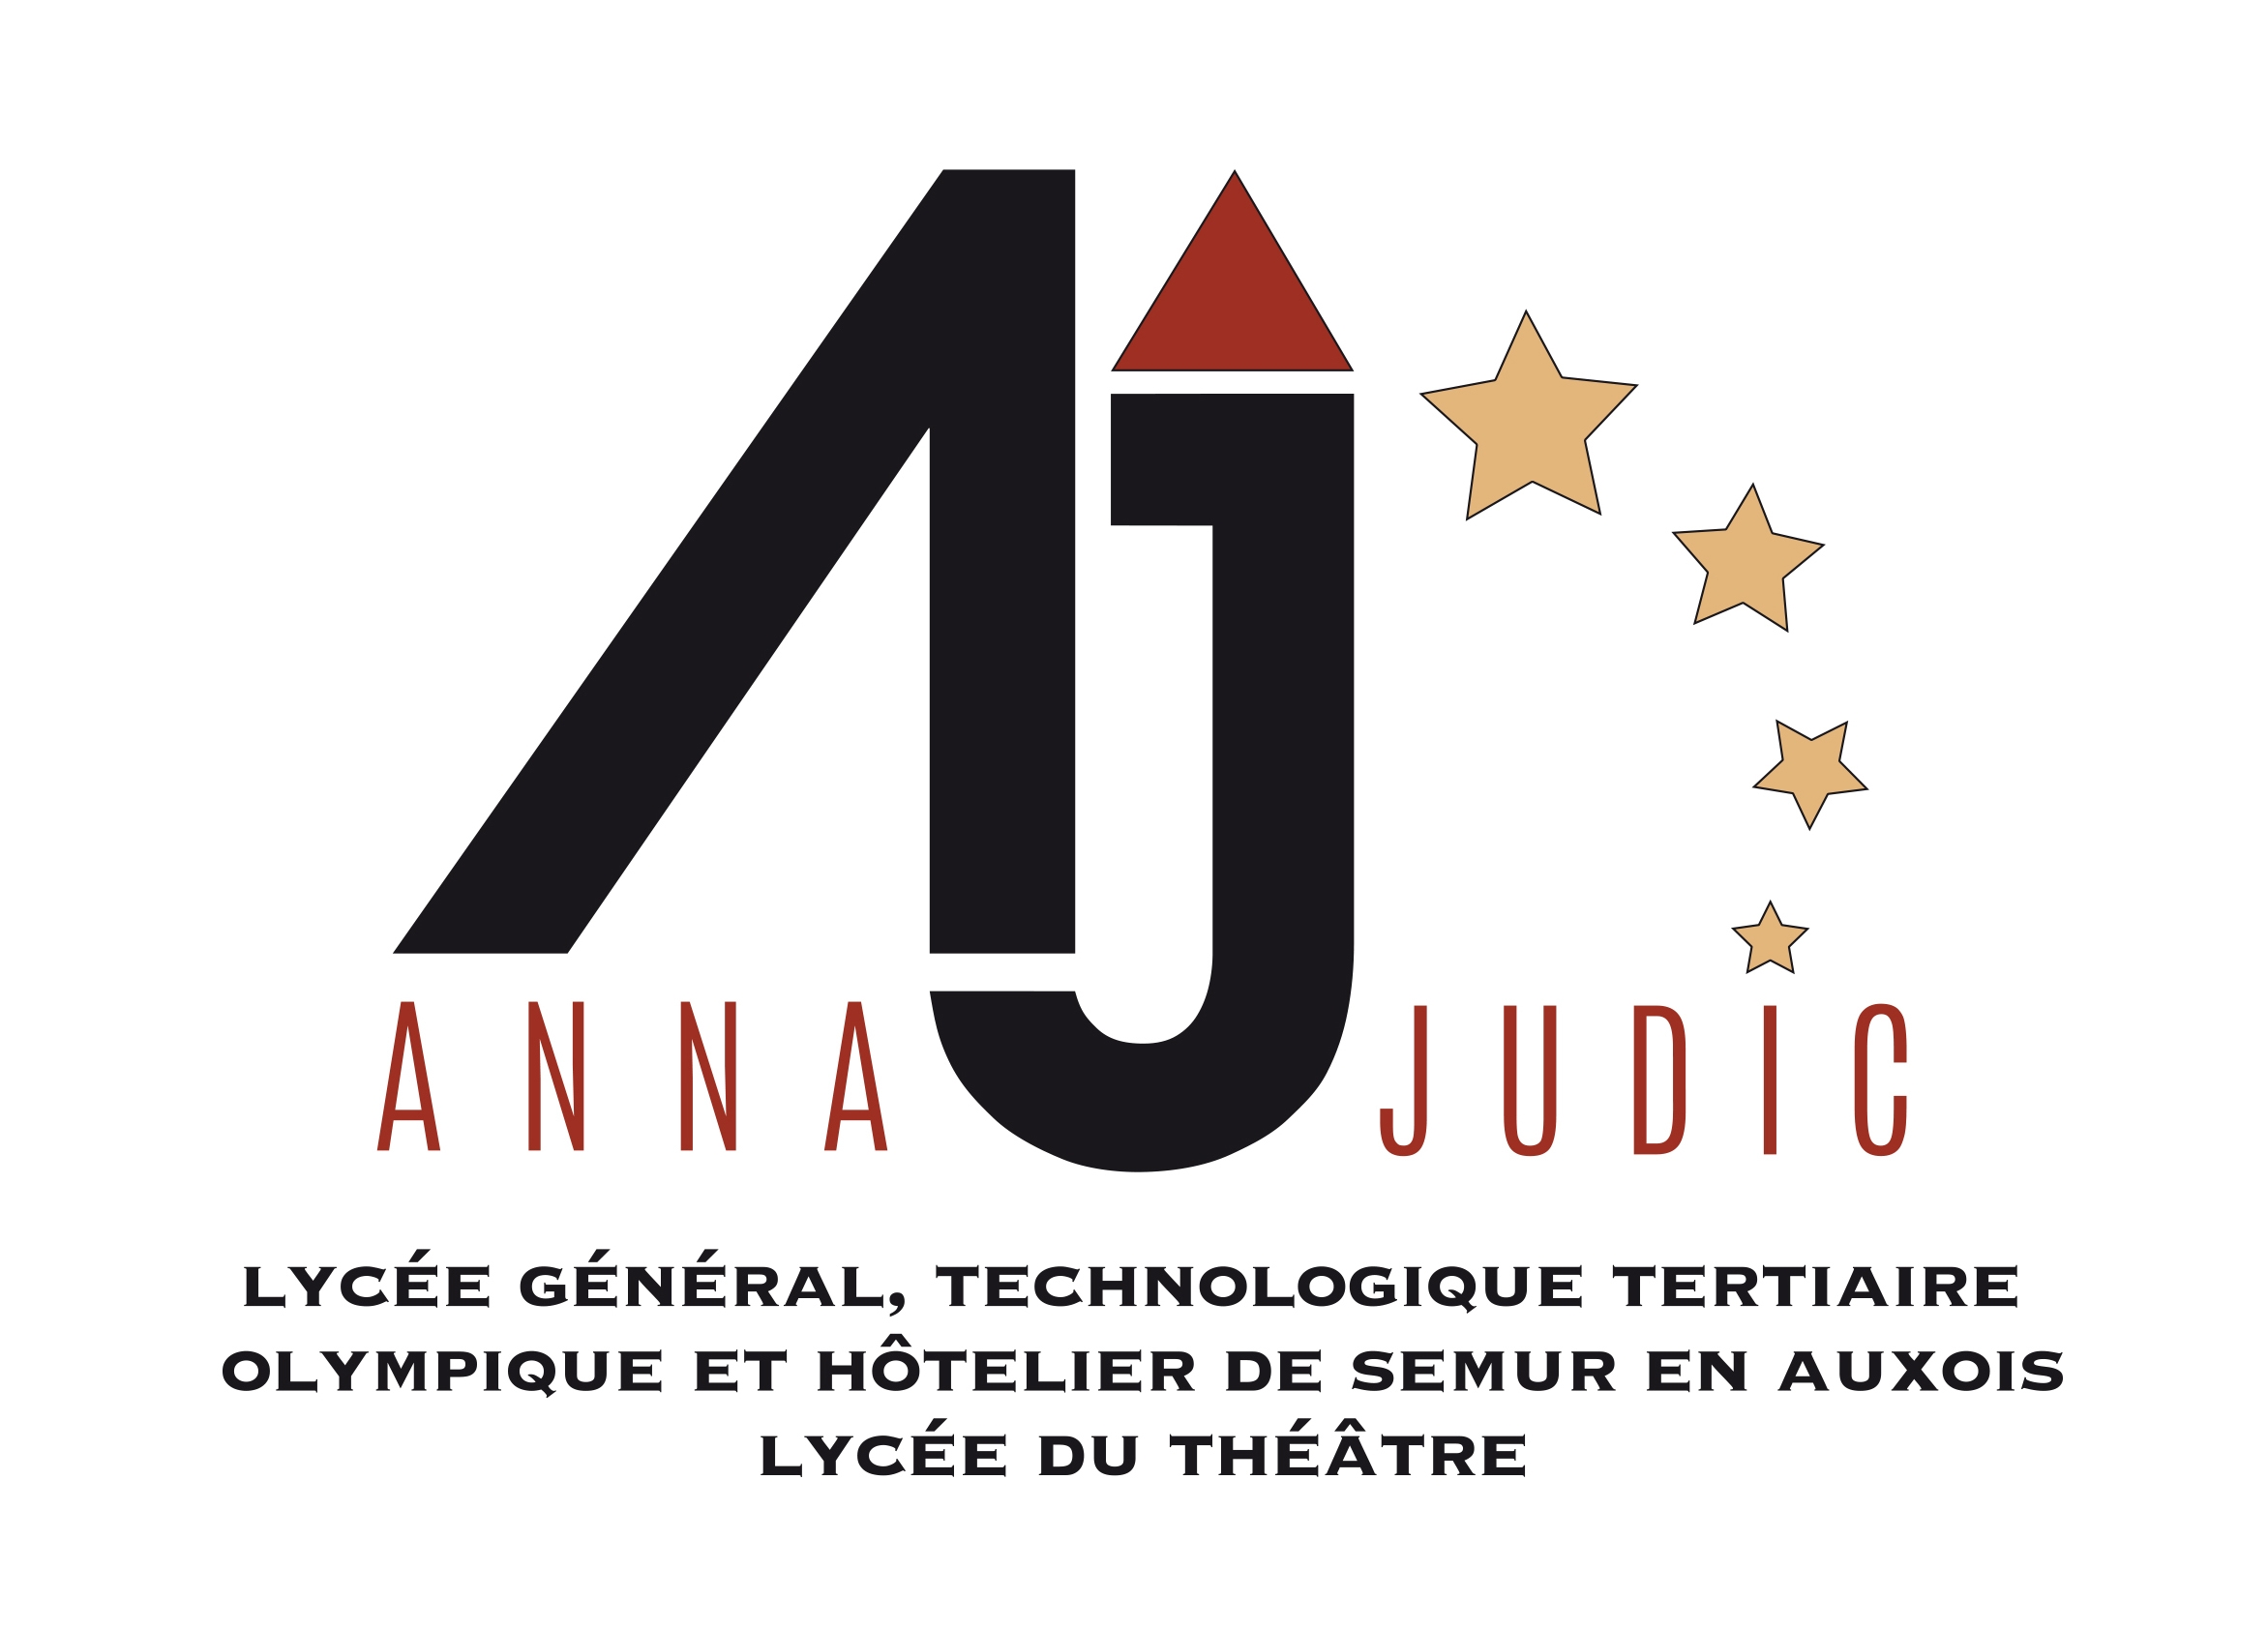 AJ
ANNA JUDIC
LYCÉE GÉNÉRAL, TECHNOLOGIQUE TERTIAIRE
OLYMPIQUE ET HÔTELIER DE SEMUR EN AUXOIS
LYCÉE DU THÉÂTRE